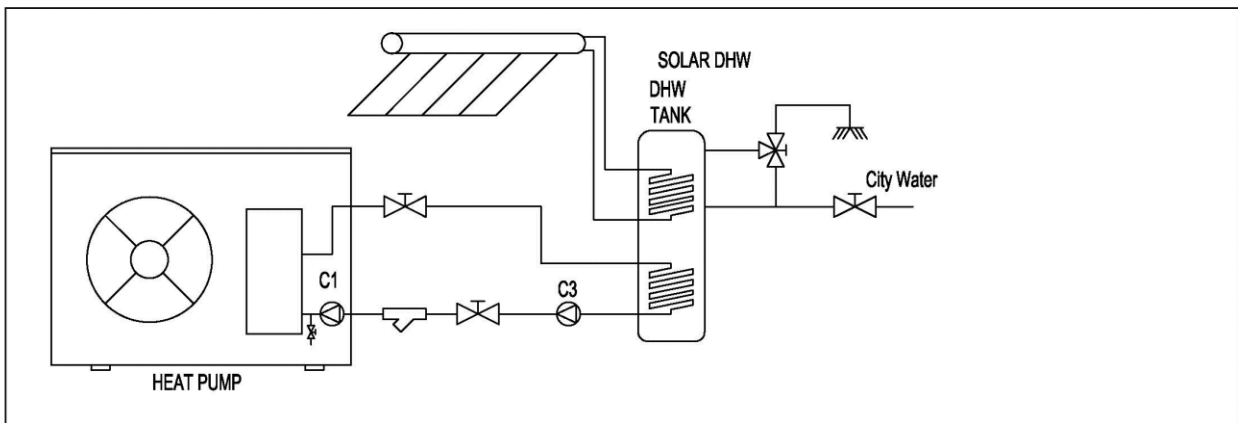 SOLAR DHW
DHW
TANK
City Water
C1
C3
HEAT PUMP